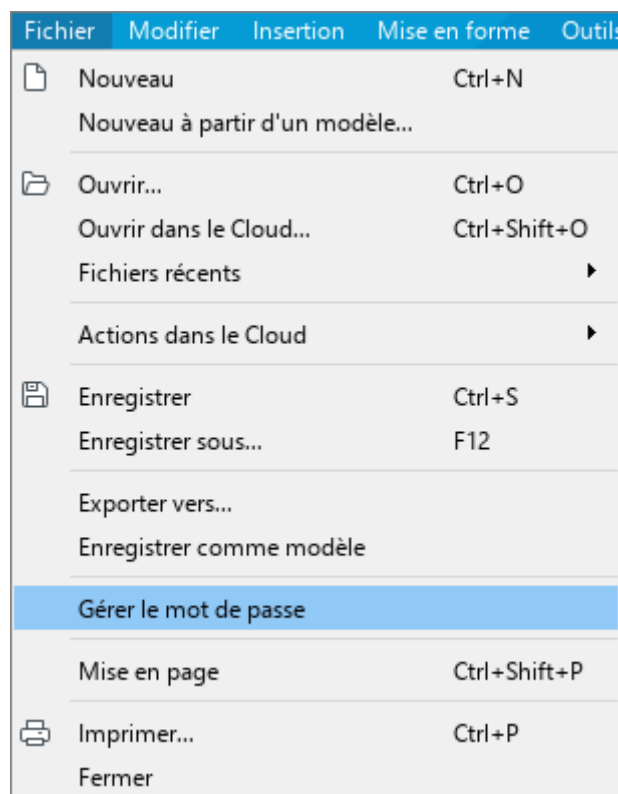 Fichier Modifier Insertion Mise en forme Outils
Nouveau Ctrl+N
Nouveau à partir d'un modèle...
Ouvrir... Ctrl+O
Ouvrir dans le Cloud... Ctrl+Shift+O
Fichiers récents
Actions dans le Cloud
Enregistrer Ctrl+S
Enregistrer sous... F12
Exporter vers...
Enregistrer comme modèle
Gérer le mot de passe
Mise en page Ctrl+Shift+P
Imprimer... Ctrl+P
Fermer